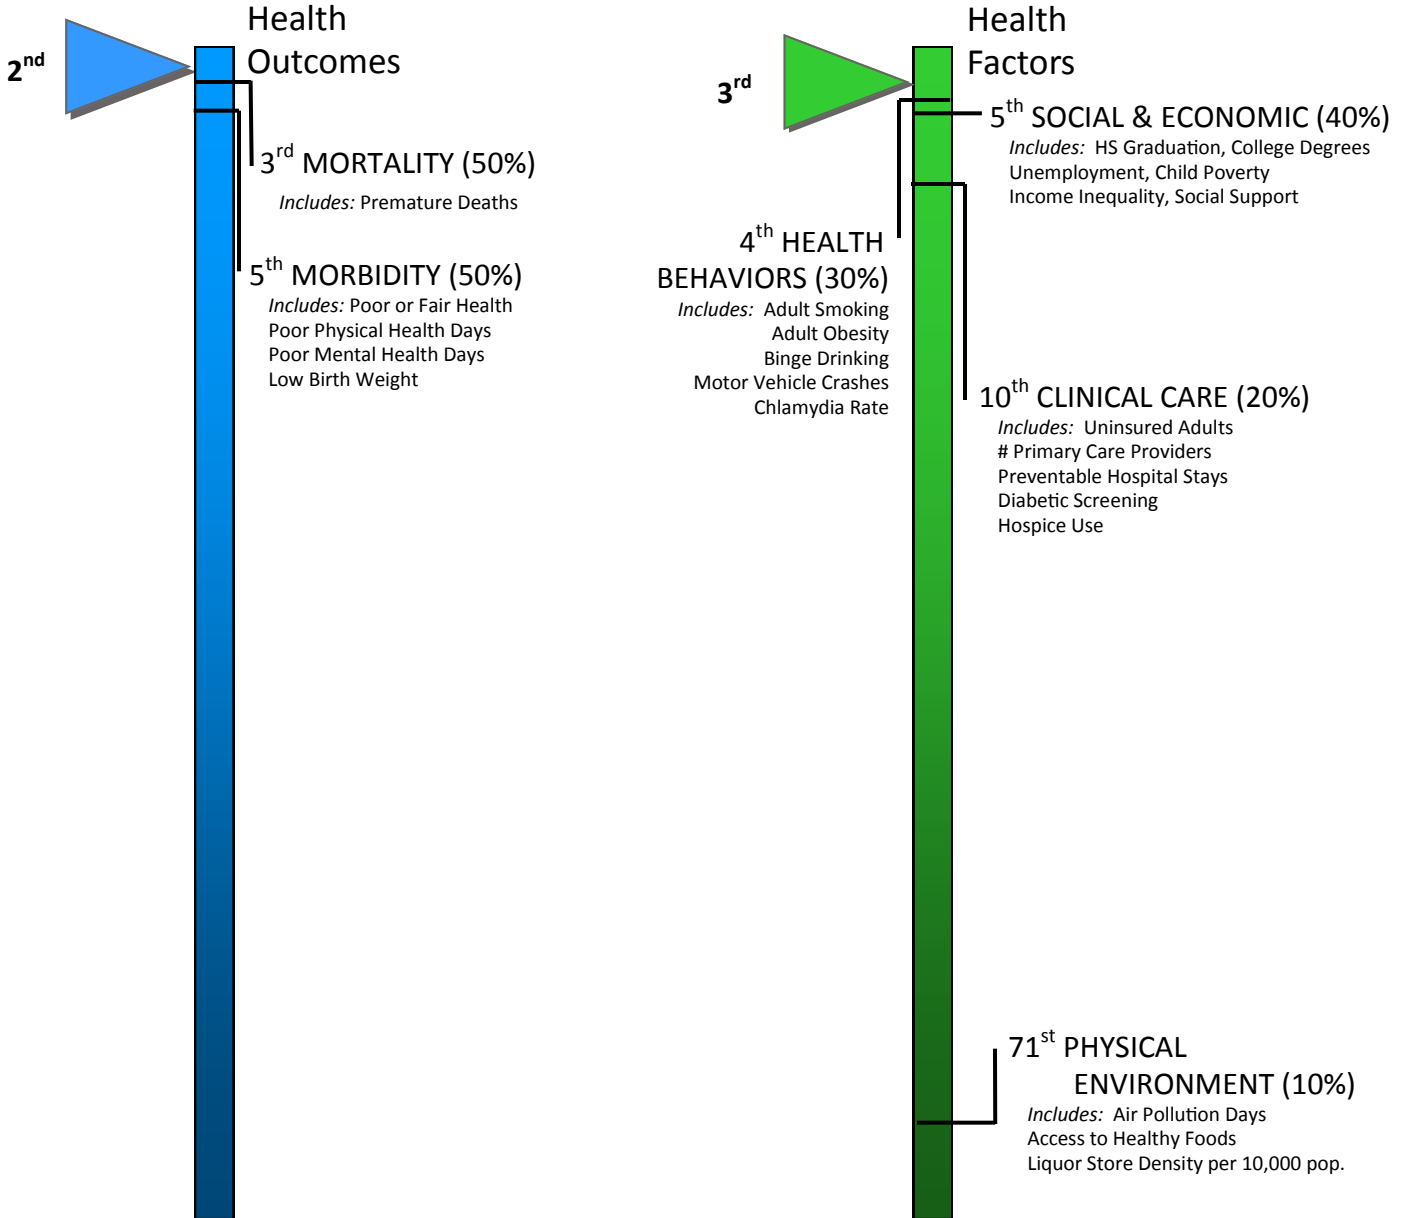 Health
Outcomes
2nd
3rd MORTALITY (50%)
Includes: Premature Deaths
5th MORBIDITY (50%)
Includes: Poor or Fair Health
Poor Physical Health Days
Poor Mental Health Days
Low Birth Weight
Health
Factors
3rd
5th SOCIAL & ECONOMIC (40%)
Includes: HS Graduation, College Degrees
Unemployment, Child Poverty
Income Inequality, Social Support
4th HEALTH
BEHAVIORS (30%)
Includes: Adult Smoking
Adult Obesity
Binge Drinking
Motor Vehicle Crashes
Chlamydia Rate
10th CLINICAL CARE (20%)
Includes: Uninsured Adults
# Primary Care Providers
Preventable Hospital Stays
Diabetic Screening
Hospice Use
71st PHYSICAL
ENVIRONMENT (10%)
Includes: Air Pollution Days
Access to Healthy Foods
Liquor Store Density per 10,000 pop.